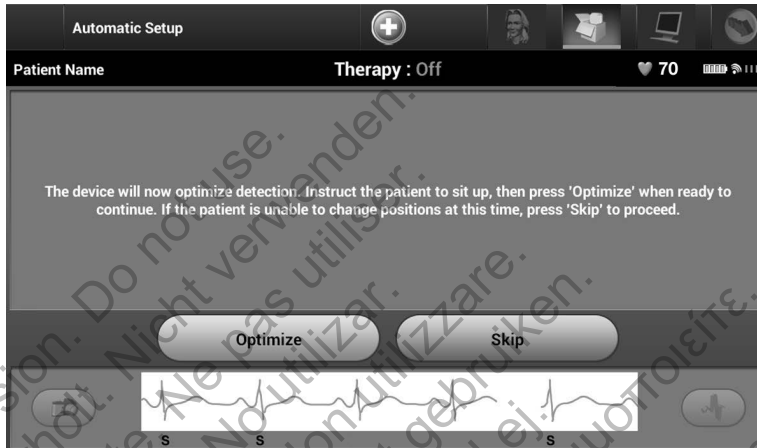 Automatic Setup
Patient Name
Therapy : Off
70
The device will now optimize detection. Instruct the patient to sit up, then press 'Optimize' when ready to
continue. If the patient is unable to change positions at this time, press 'Skip' to proceed.
Optimize
Skip
S S S
Do not use.
Nicht verwenden.
Ne pas utiliser.
No utilizar.
Non utilizzare.